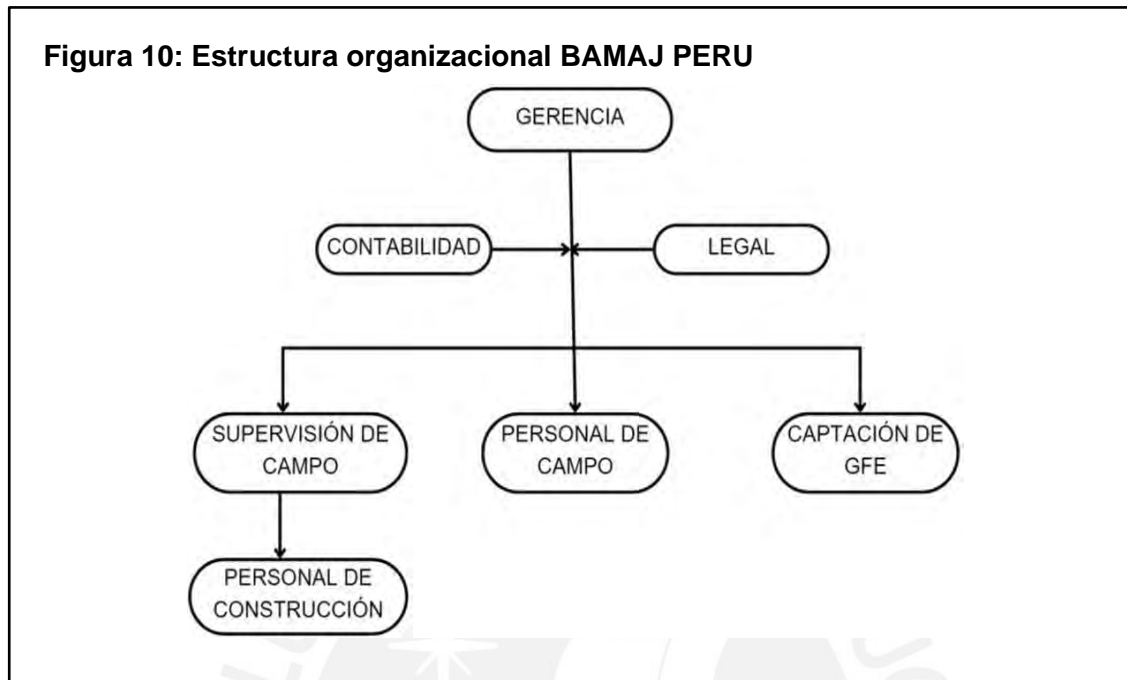 Figura 10: Estructura organizacional BAMAJ PERU
GERENCIA
CONTABILIDAD
LEGAL
SUPERVISIÓN DE
CAMPO
PERSONAL DE
CAMPO
CAPTACIÓN DE
GFE
PERSONAL DE
CONSTRUCCIÓN